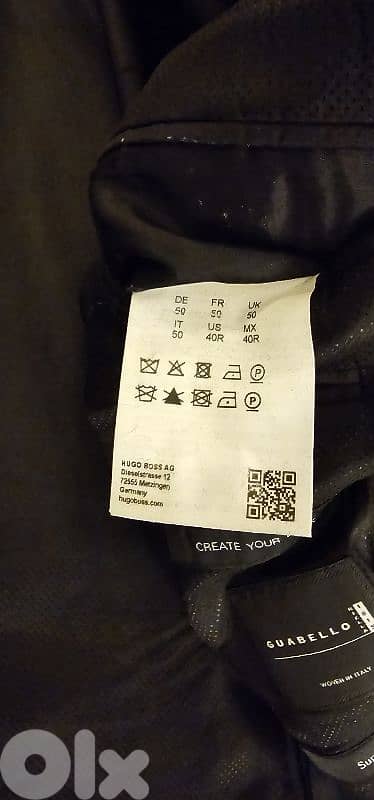 DE FR UK
50 50 50
IT US MX
50 40R 40R
P
P
HUGO BOSS AG
Dieselstrasse 12
72555 Metzingen
Germany
hugoboss.com
CREATE YOUR
GUABELLO
WOVEN IN ITALY
Sup
OLX